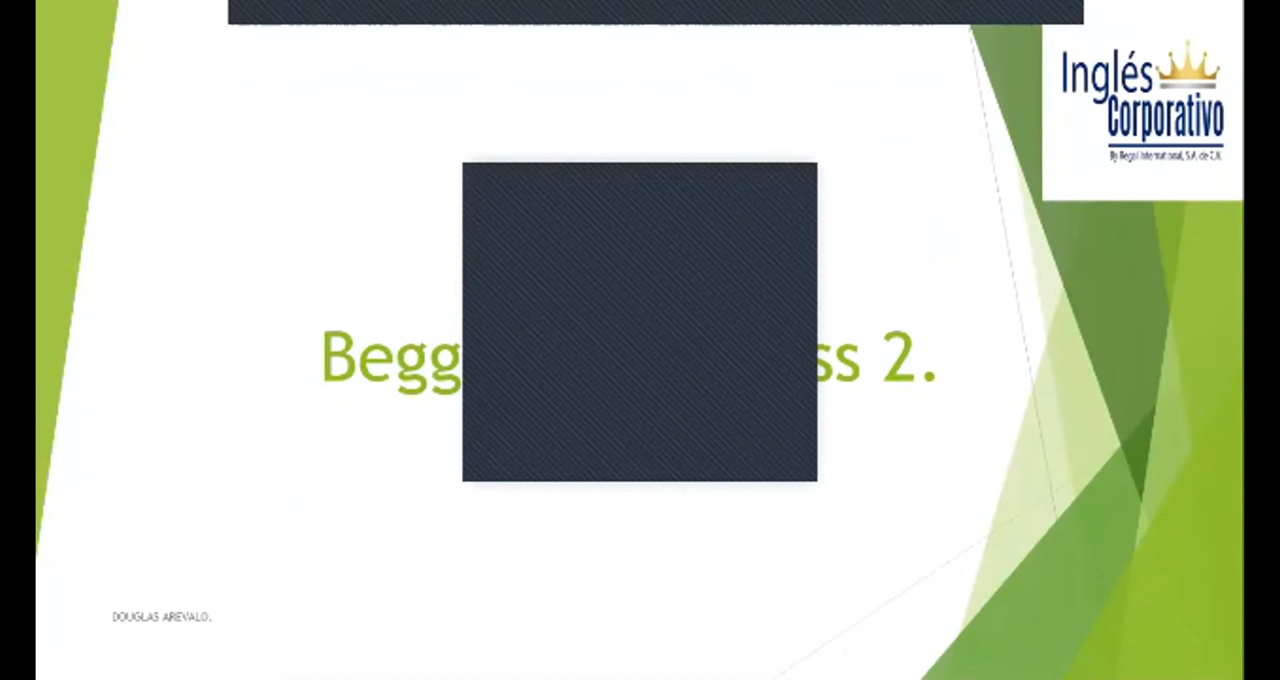 Inglés
Corporativo
By Regal International, S.A. de C.V.
Begg ss 2.
DOUGLAS AREVALO.